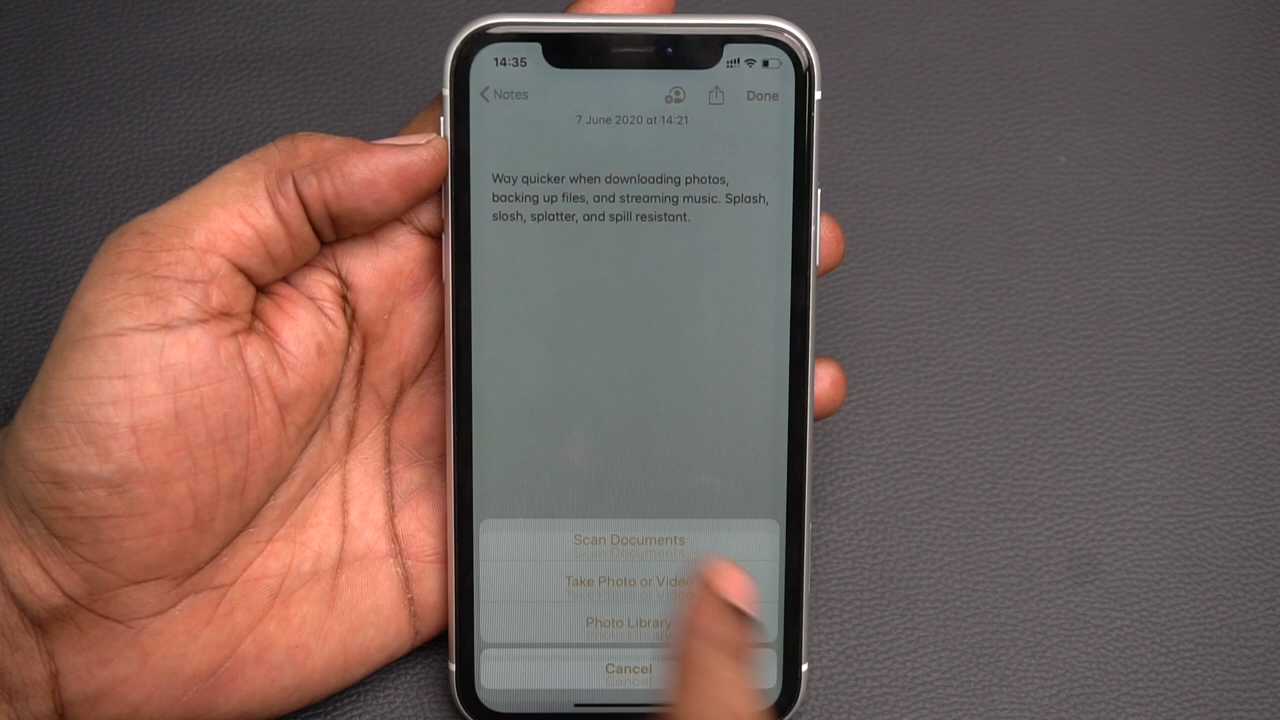 14:35
Notes
Done
7 June 2020 at 14:21
Way quicker when downloading photos,
backing up files, and streaming music. Splash,
slosh, splatter, and spill resistant.
Scan Documents
Take Photo or Video
Photo Library
Cancel